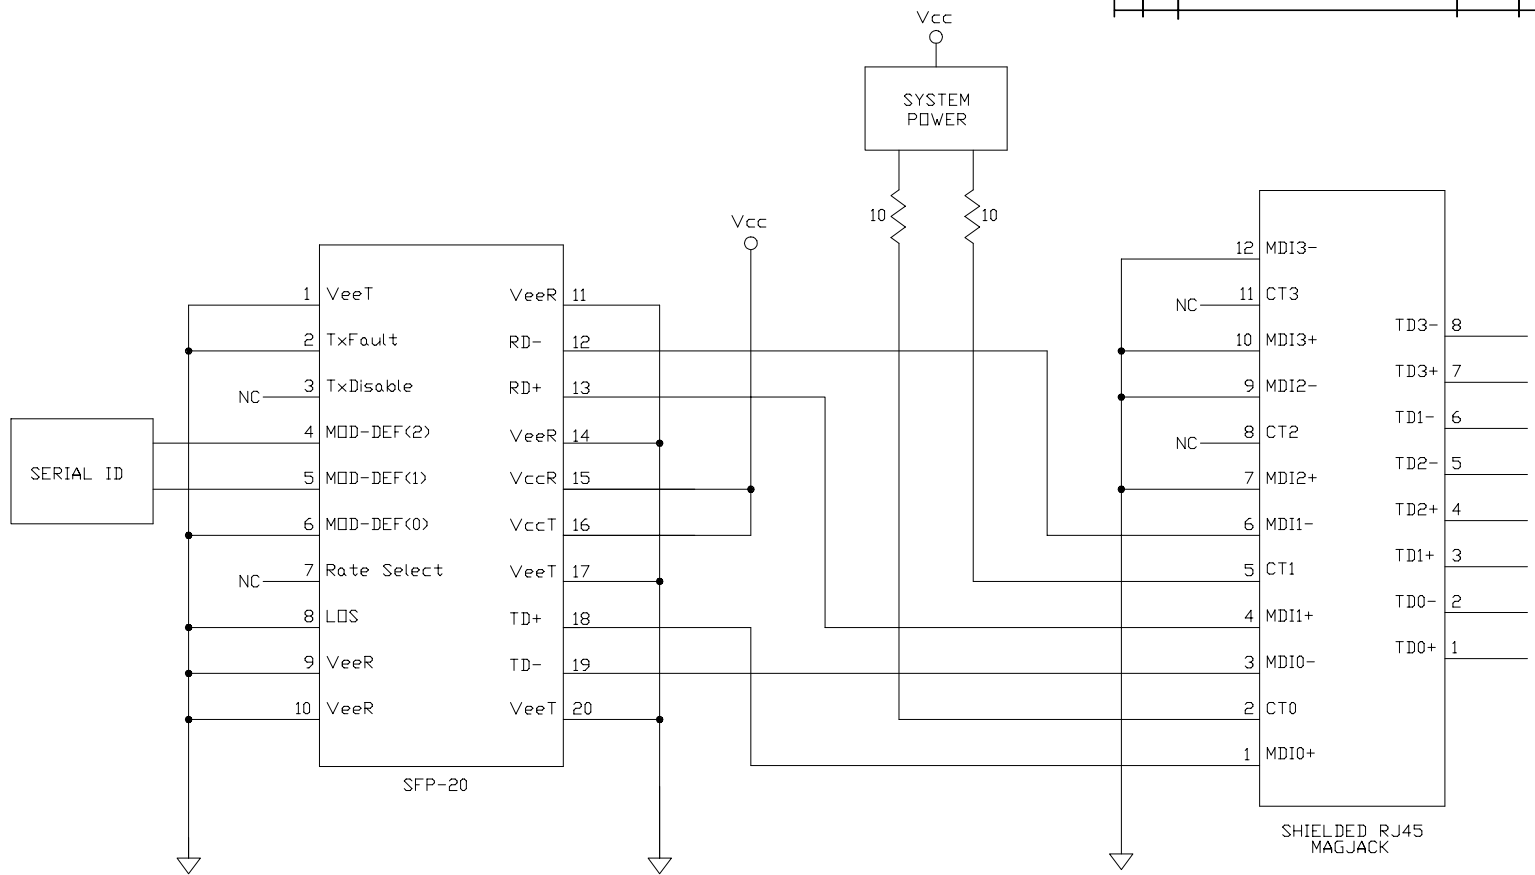 Vcc
SYSTEM
POWER
10
10
Vcc
SERIAL ID
1 VeeT
2 TxFault
NC 3 TxDisable
4 MOD-DEF(2)
5 MOD-DEF(1)
6 MOD-DEF(0)
NC 7 Rate Select
8 LOS
9 VeeR
10 VeeR
VeeR 11
RD- 12
RD+ 13
VeeR 14
VccR 15
VccT 16
VeeT 17
TD+ 18
TD- 19
VeeT 20
SFP-20
12 MDI3-
NC 11 CT3
10 MDI3+
9 MDI2-
NC 8 CT2
7 MDI2+
6 MDI1-
5 CT1
4 MDI1+
3 MDI0-
2 CT0
1 MDI0+
TD3- 8
TD3+ 7
TD1- 6
TD2- 5
TD2+ 4
TD1+ 3
TD0- 2
TD0+ 1
SHIELDED RJ45
MAGJACK